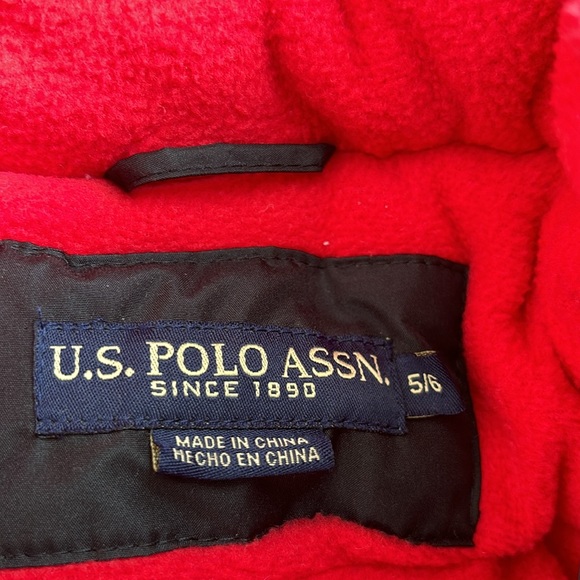 U.S. POLO ASSN.
SINCE 1890
5/6
MADE IN CHINA
HECHO EN CHINA